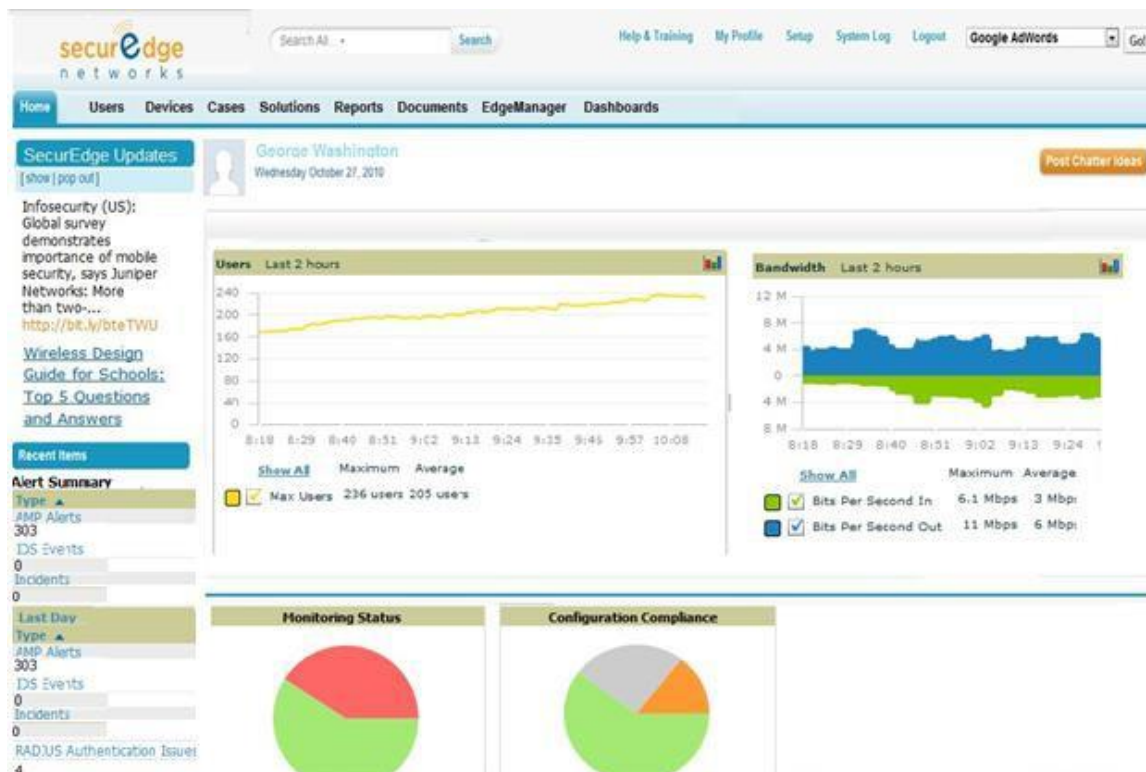 securEdge
networks
Search All...
Search
Help & Training My Profile Setup System Log Logout Google AdWords Go!
Home Users Devices Cases Solutions Reports Documents EdgeManager Dashboards
SecurEdge Updates
[show | pop out]
Infosecurity (US):
Global survey
demonstrates
importance of mobile
security, says Juniper
Networks: More
than two-...
http://bit.ly/bteTWU
Wireless Design
Guide for Schools:
Top 5 Questions
and Answers
Recent Items
Alert Summary
Type
AMP Alerts
303
IDS Events
0
Incidents
0
Last Day
Type
AMP Alerts
303
IDS Events
0
Incidents
0
RADIUS Authentication Issues
4
George Washington
Wednesday October 27, 2010
Post Chatter Ideas
Users Last 2 hours
240
200
160
120
80
40
0
8:18 8:29 8:40 8:51 9:02 9:13 9:24 9:35 9:46 9:57 10:08
Show All Maximum Average
Max Users 236 users 205 users
Bandwidth Last 2 hours
12 M
8 M
4 M
0
4 M
8 M
8:18 8:29 8:40 8:51 9:02 9:13 9:24
Show All Maximum Average
Bits Per Second In 6.1 Mbps 3 Mbp
Bits Per Second Out 11 Mbps 6 Mbp
Monitoring Status
Configuration Compliance